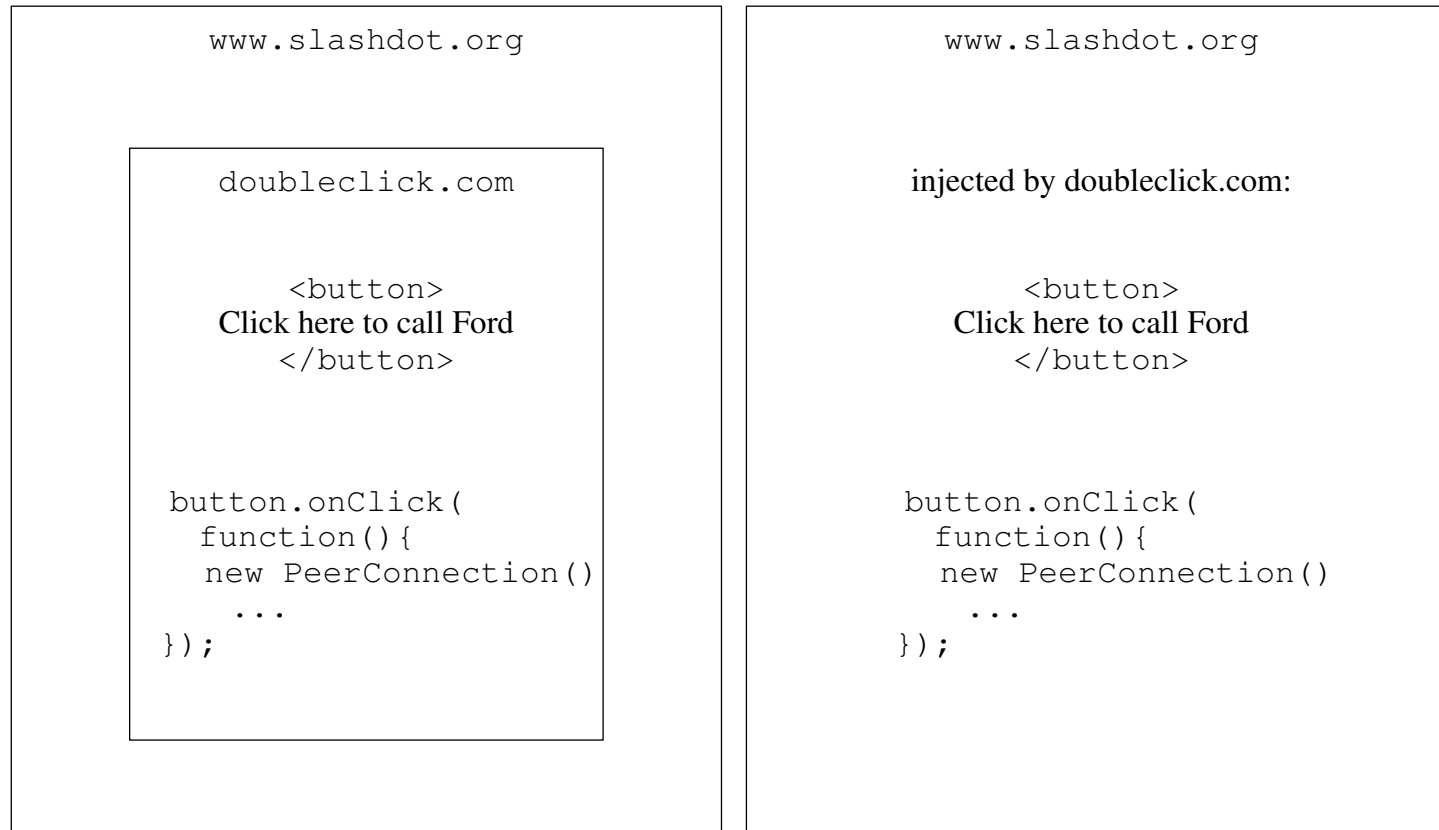 www.slashdot.org
doubleclick.com
<button>
Click here to call Ford
</button>
button.onClick(
function(){
new PeerConnection()
...
});
www.slashdot.org
injected by doubleclick.com:
<button>
Click here to call Ford
</button>
button.onClick(
function(){
new PeerConnection()
...
});